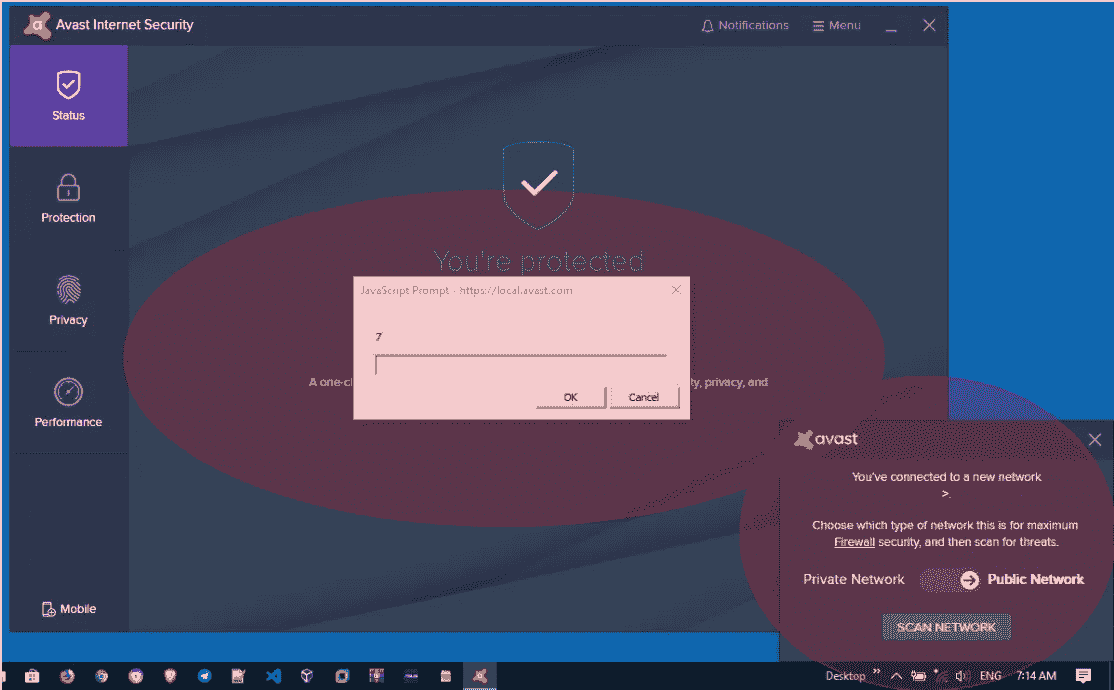 Avast Internet Security
Notifications
Menu
Status
Protection
Privacy
Performance
Mobile
You're protected
JavaScript Prompt - https://local.avast.com
7
OK
Cancel
A one-cl
ty, privacy, and
avast
You've connected to a new network
>.
Choose which type of network this is for maximum
Firewall security, and then scan for threats.
Private Network
Public Network
SCAN NETWORK
Desktop
ENG
7:14 AM